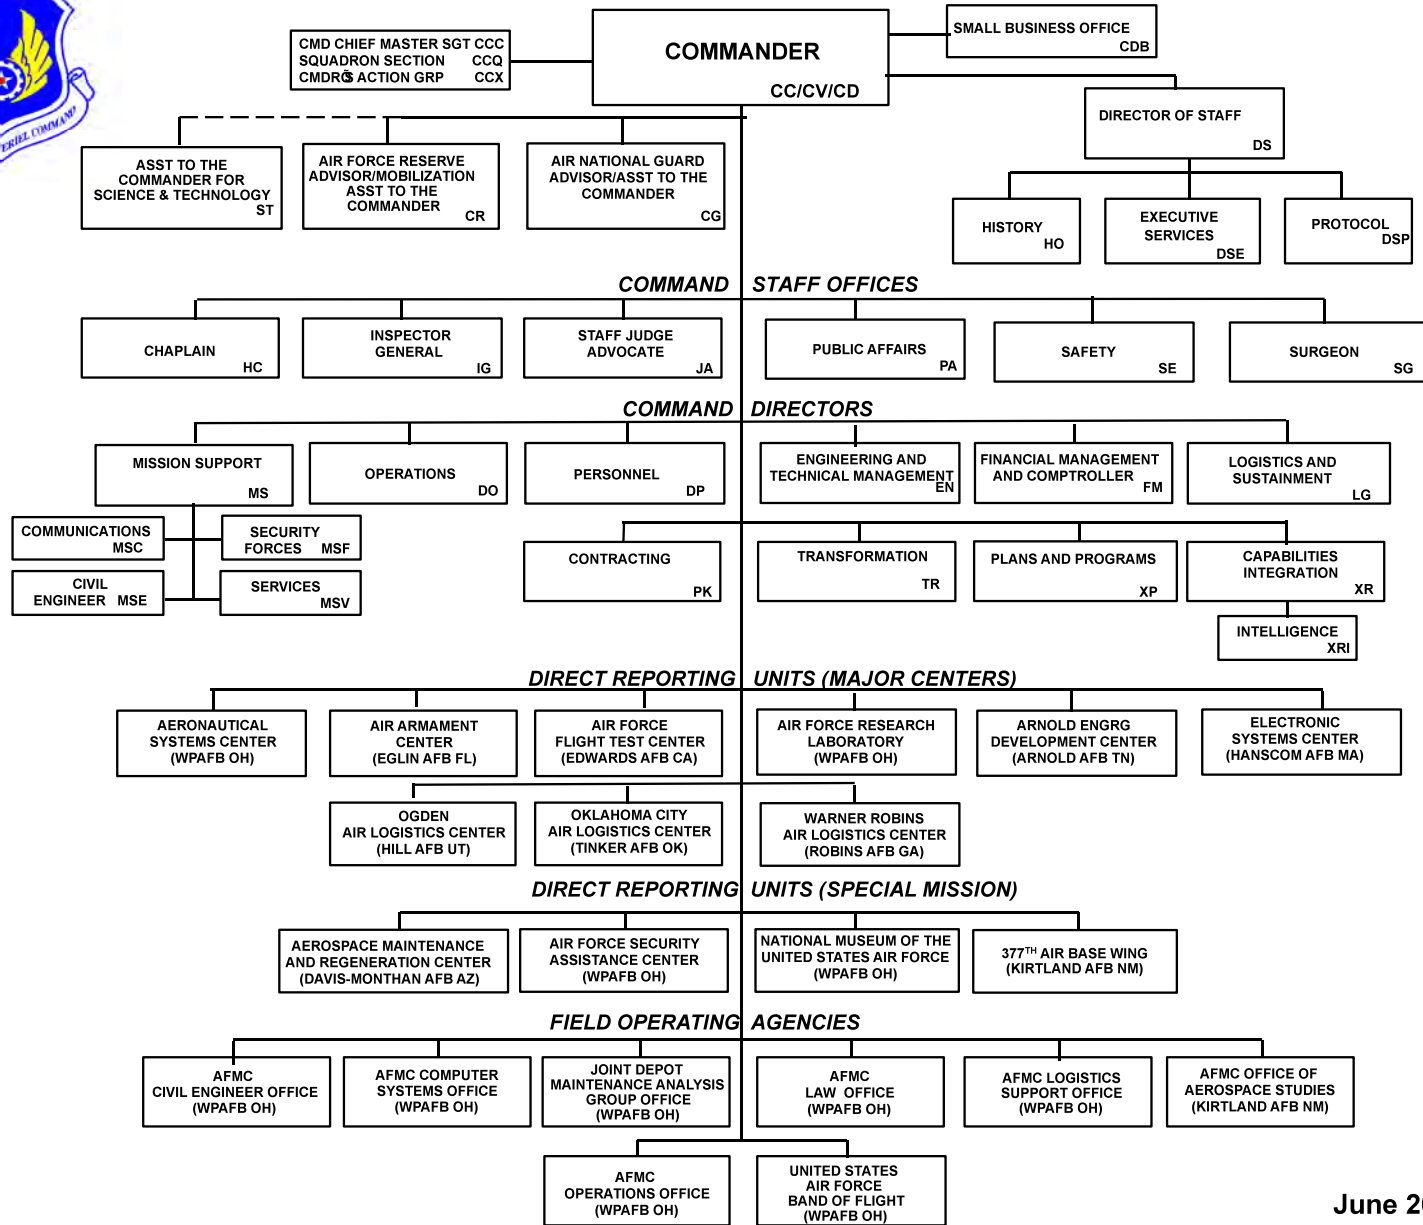 COMMANDER
CC/CV/CD
CMD CHIEF MASTER SGT CCC
SQUADRON SECTION CCQ
ACTION GRP CCX
SMALL BUSINESS OFFICE
CDB
DIRECTOR OF STAFF
DS
ASST TO THE
COMMANDER FOR
SCIENCE & TECHNOLOGY
ST
AIR FORCE RESERVE
ADVISOR/MOBILIZATION
ASST TO THE
COMMANDER
CR
AIR NATIONAL GUARD
ADVISOR/ASST TO THE
COMMANDER
CG
HISTORY
HO
EXECUTIVE
SERVICES
DSE
PROTOCOL
DSP
COMMAND STAFF OFFICES
CHAPLAIN
HC
INSPECTOR
GENERAL
IG
STAFF JUDGE
ADVOCATE
JA
PUBLIC AFFAIRS
PA
SAFETY
SE
SURGEON
SG
COMMAND DIRECTORS
MISSION SUPPORT
MS
OPERATIONS
DO
PERSONNEL
DP
ENGINEERING AND
TECHNICAL MANAGEMENT
EN
FINANCIAL MANAGEMENT
AND COMPTROLLER
FM
LOGISTICS AND
SUSTAINMENT
LG
COMMUNICATIONS
MSC
SECURITY
FORCES MSF
CIVIL
ENGINEER MSE
SERVICES
MSV
CONTRACTING
PK
TRANSFORMATION
TR
PLANS AND PROGRAMS
XP
CAPABILITIES
INTEGRATION
XR
INTELLIGENCE
XRI
DIRECT REPORTING UNITS (MAJOR CENTERS)
AERONAUTICAL
SYSTEMS CENTER
(WPAFB OH)
AIR ARMAMENT
CENTER
(EGLIN AFB FL)
AIR FORCE
FLIGHT TEST CENTER
(EDWARDS AFB CA)
AIR FORCE RESEARCH
LABORATORY
(WPAFB OH)
ARNOLD ENGRG
DEVELOPMENT CENTER
(ARNOLD AFB TN)
ELECTRONIC
SYSTEMS CENTER
(HANSCOM AFB MA)
OGDEN
AIR LOGISTICS CENTER
(HILL AFB UT)
OKLAHOMA CITY
AIR LOGISTICS CENTER
(TINKER AFB OK)
WARNER ROBINS
AIR LOGISTICS CENTER
(ROBINS AFB GA)
DIRECT REPORTING UNITS (SPECIAL MISSION)
AEROSPACE MAINTENANCE
AND REGENERATION CENTER
(DAVIS-MONTHAN AFB AZ)
AIR FORCE SECURITY
ASSISTANCE CENTER
(WPAFB OH)
NATIONAL MUSEUM OF THE
UNITED STATES AIR FORCE
(WPAFB OH)
377TH AIR BASE WING
(KIRTLAND AFB NM)
FIELD OPERATING AGENCIES
AFMC
CIVIL ENGINEER OFFICE
(WPAFB OH)
AFMC COMPUTER
SYSTEMS OFFICE
(WPAFB OH)
JOINT DEPOT
MAINTENANCE ANALYSIS
GROUP OFFICE
(WPAFB OH)
AFMC
LAW OFFICE
(WPAFB OH)
AFMC LOGISTICS
SUPPORT OFFICE
(WPAFB OH)
AFMC OFFICE OF
AEROSPACE STUDIES
(KIRTLAND AFB NM)
AFMC
OPERATIONS OFFICE
(WPAFB OH)
UNITED STATES
AIR FORCE
BAND OF FLIGHT
(WPAFB OH)
June